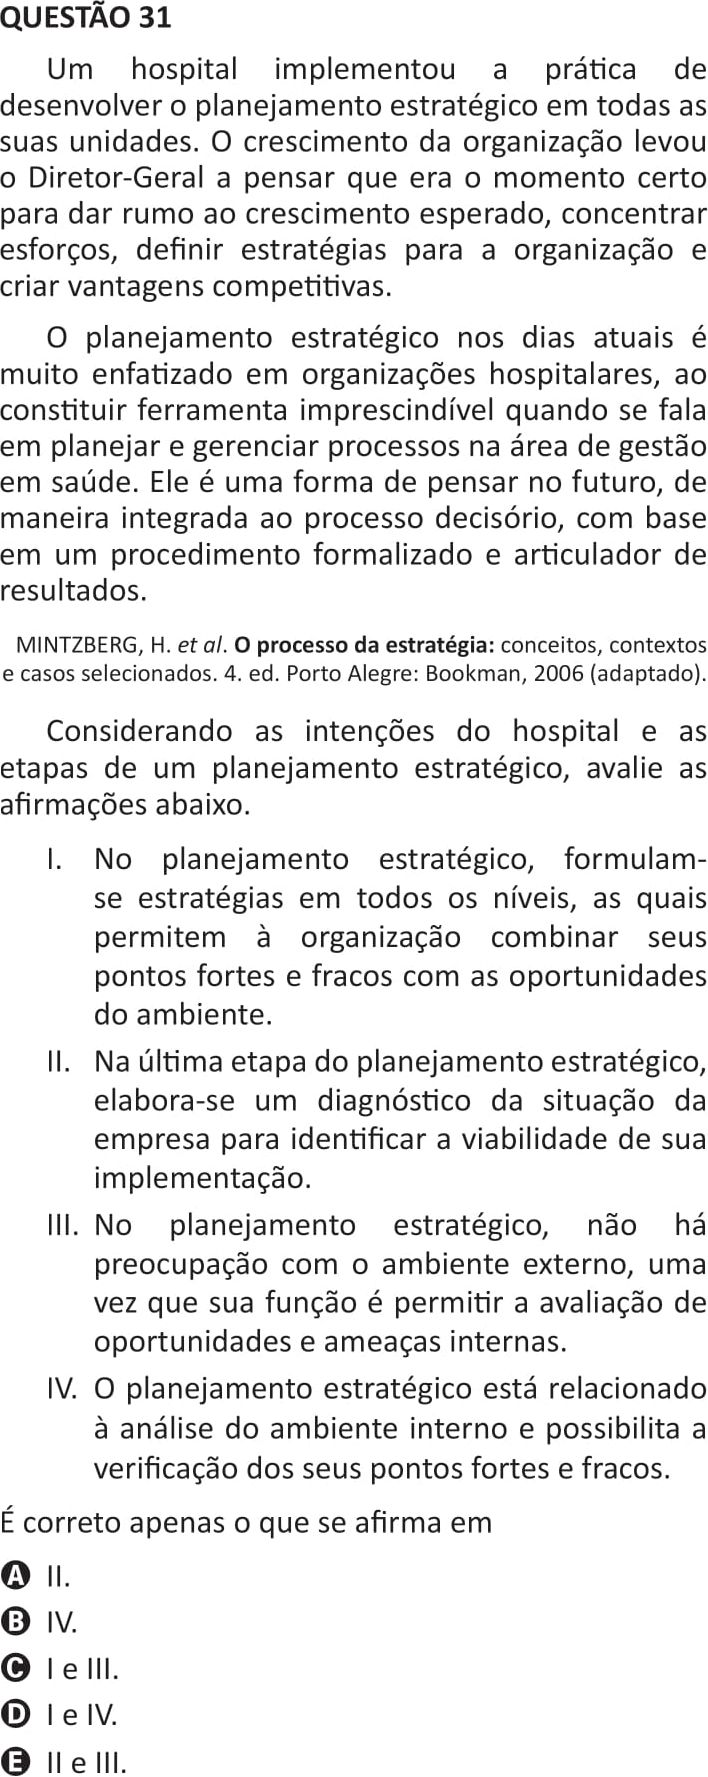 QUESTÃO 31
Um hospital implementou a prática de
desenvolver o planejamento estratégico em todas as
suas unidades. O crescimento da organização levou
o Diretor-Geral a pensar que era o momento certo
para dar rumo ao crescimento esperado, concentrar
esforços, definir estratégias para a organização e
criar vantagens competitivas.
O planejamento estratégico nos dias atuais é
muito enfatizado em organizações hospitalares, ao
constituir ferramenta imprescindível quando se fala
em planejar e gerenciar processos na área de gestão
em saúde. Ele é uma forma de pensar no futuro, de
maneira integrada ao processo decisório, com base
em um procedimento formalizado e articulador de
resultados.
MINTZBERG, H. et al. O processo da estratégia: conceitos, contextos
e casos selecionados. 4. ed. Porto Alegre: Bookman, 2006 (adaptado).
Considerando as intenções do hospital e as
etapas de um planejamento estratégico, avalie as
afirmações abaixo.
I. No planejamento estratégico, formulam-
se estratégias em todos os níveis, as quais
permitem à organização combinar seus
pontos fortes e fracos com as oportunidades
do ambiente.
II. Na última etapa do planejamento estratégico,
elabora-se um diagnóstico da situação da
empresa para identificar a viabilidade de sua
implementação.
III. No planejamento estratégico, não há
preocupação com o ambiente externo, uma
vez que sua função é permitir a avaliação de
oportunidades e ameaças internas.
IV. O planejamento estratégico está relacionado
à análise do ambiente interno e possibilita a
verificação dos seus pontos fortes e fracos.
É correto apenas o que se afirma em
A II.
B IV.
C I e III.
D I e IV.
E II e III.